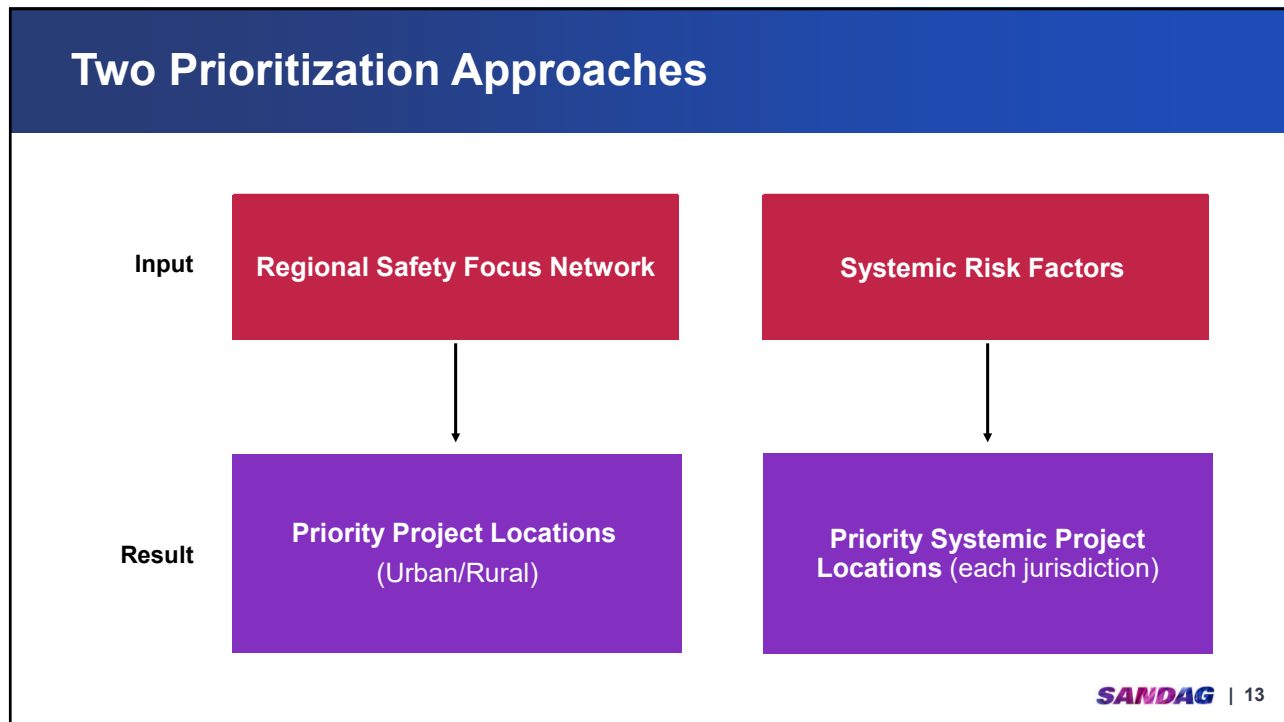 Two Prioritization Approaches
Input
Regional Safety Focus Network
Systemic Risk Factors
Result
Priority Project Locations
(Urban/Rural)
Priority Systemic Project
Locations (each jurisdiction)
SANDAG | 13